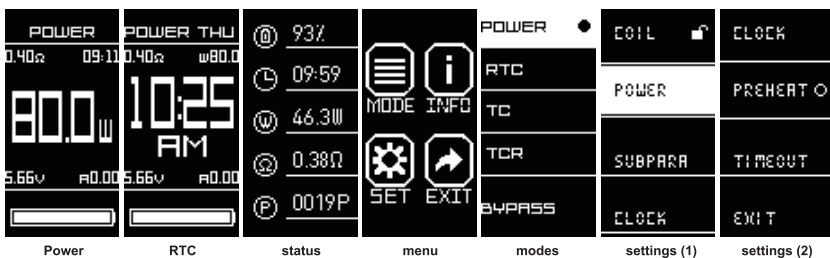 POWER
0.40Ω 09:11
80.0W
5.66V A0.00
Power
POWER THU
0.40Ω W80.0
10:25
AM
5.66V A0.00
RTC
@ 93%
09:59
W 46.3W
Ω 0.38Ω
P 0019P
status
MODE INFO
SET EXIT
menu
POWER
RTC
TC
TCR
BYPASS
modes
COIL
POWER
SUBPARA
CLOCK
settings (1)
CLOCK
PREHEAT
TIMEOUT
EXIT
settings (2)